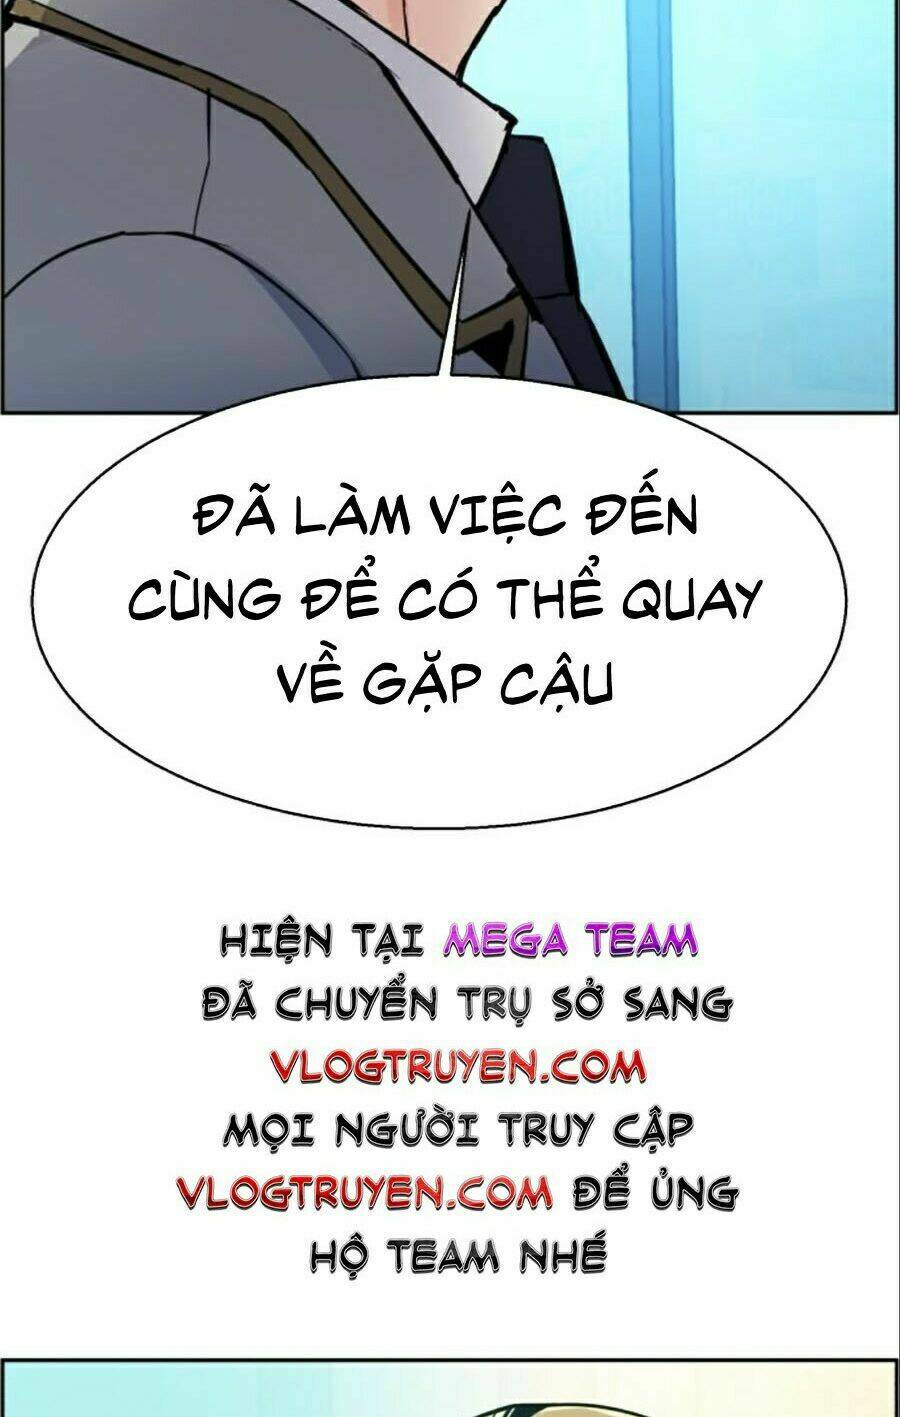 ĐÃ LÀM VIỆC ĐẾN
CÙNG ĐỂ CÓ THỂ QUAY
VỀ GẶP CẬU
HIỆN TẠI MEGA TEAM
ĐÃ CHUYỂN TRỤ SỞ SANG
VLOGTRUYEN.COM
MỌI NGƯỜI TRUY CẬP
VLOGTRUYEN.COM ĐỂ ỦNG
HỘ TEAM NHÉ